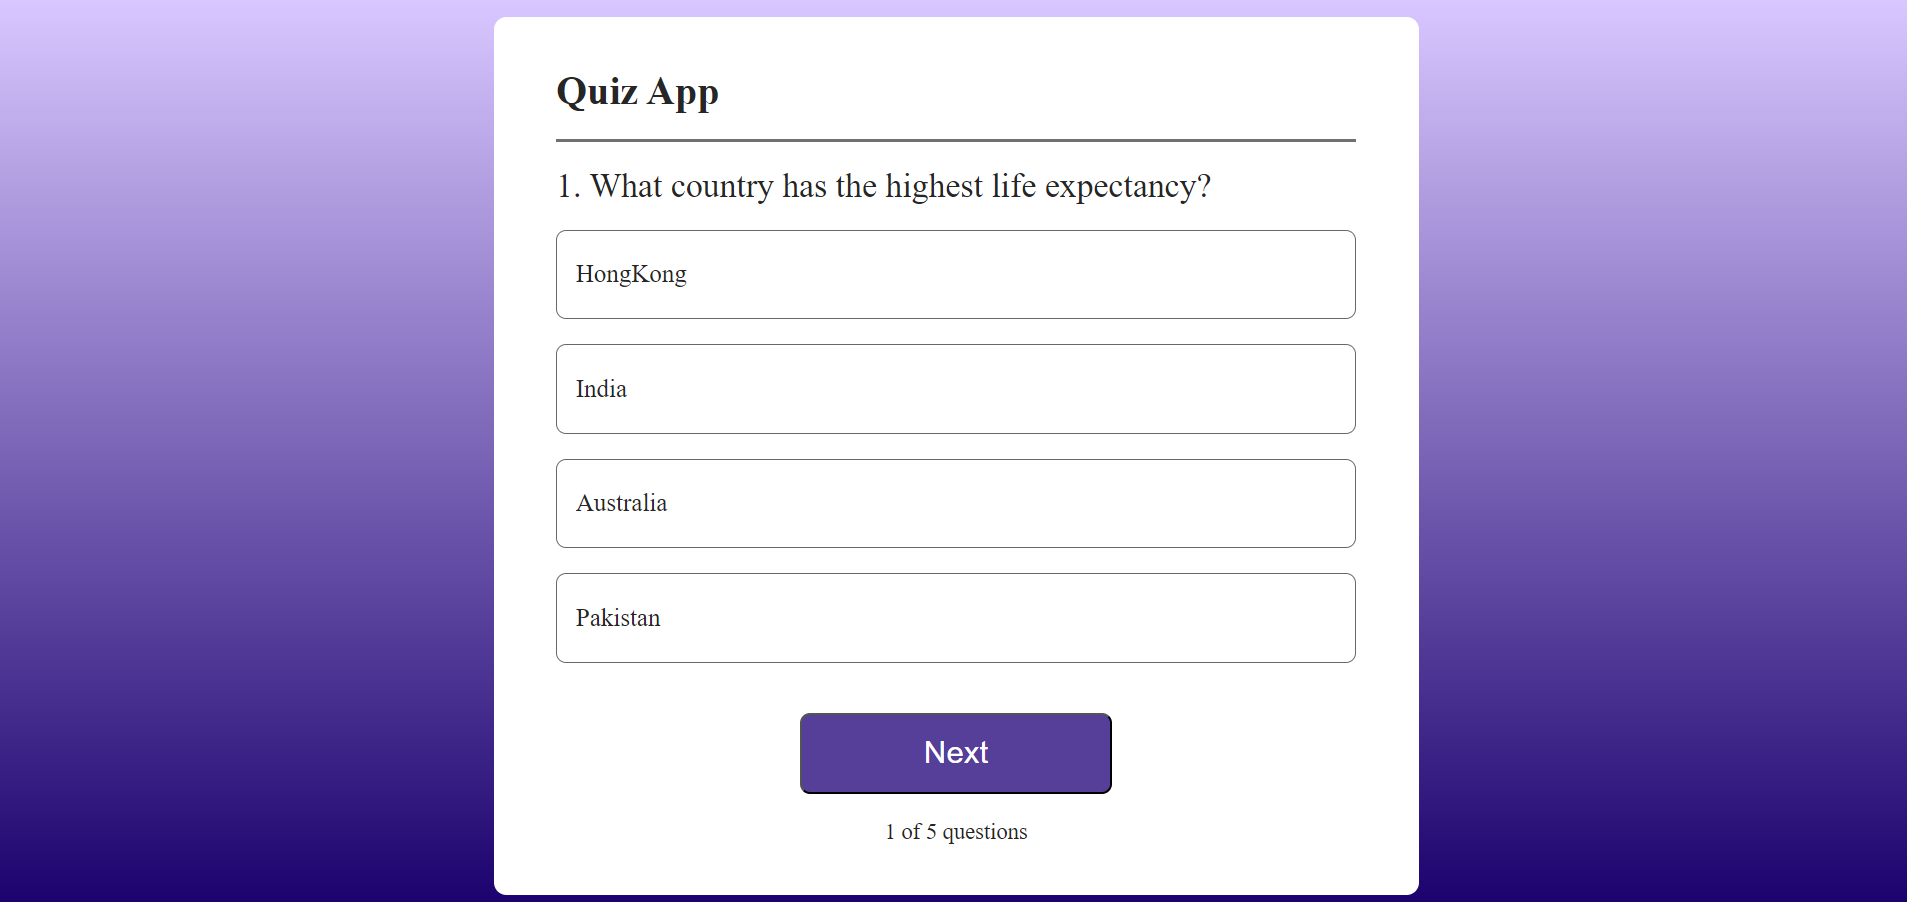 Quiz App
1. What country has the highest life expectancy?
HongKong
India
Australia
Pakistan
Next
1 of 5 questions